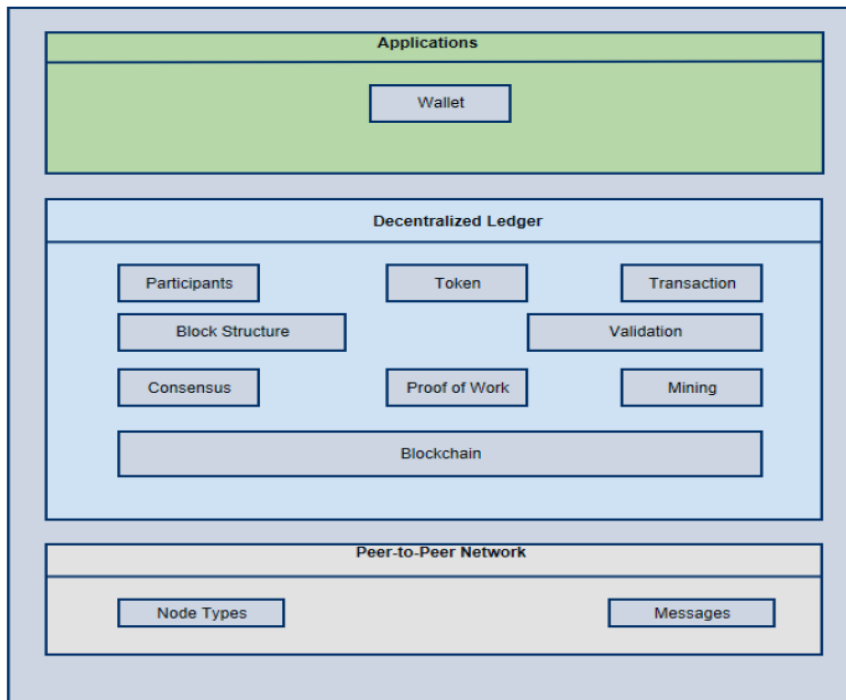 Applications
Wallet
Decentralized Ledger
Participants Token Transaction
Block Structure Validation
Consensus Proof of Work Mining
Blockchain
Peer-to-Peer Network
Node Types Messages